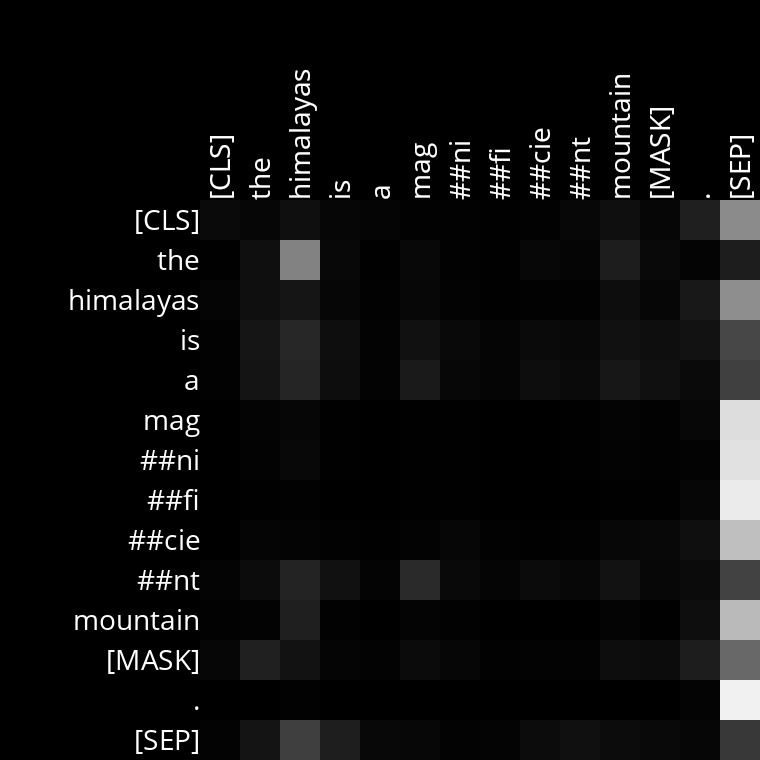 [CLS] the himalayas is a mag ##ni ##fi ##cie ##nt mountain [MASK] . [SEP]
[CLS]
the
himalayas
is
a
mag
##ni
##fi
##cie
##nt
mountain
[MASK]
.
[SEP]